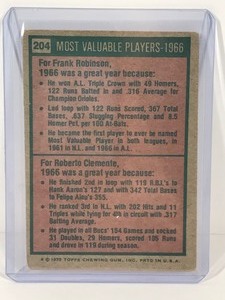 204
MOST VALUABLE PLAYERS-1966
For Frank Robinson,
1966 was a great year because:
He won A.L. Triple Crown with 49 Homers,
122 Runs Batted In and .316 Average for
Champion Orioles.
Led loop with 122 Runs Scored, 367 Total
Bases, .637 Slugging Percentage and 8.5
Homer Pct. per 100 At-Bats.
He became the first player to ever win Most
Valuable Player in both leagues, in
1961 in N.L. and 1966 in A.L.
For Roberto Clemente,
1966 was a great year because:
He finished 2nd in loop with 119 R.B.I.'s to
Hank Aaron's 127 and with 342 Total Bases
to Felipe Alou's 355.
He ranked 3rd in N.L. with 202 Hits and 11
Triples while tying for 4th in circuit with .317
Batting Average.
He played in all Bucs' 154 Games and socked
31 Doubles, 29 Homers, scored 105 Runs
and drove in 119 during season.
© 1975 TOPPS CHEWING GUM, INC. PRTD. IN U.S.A.